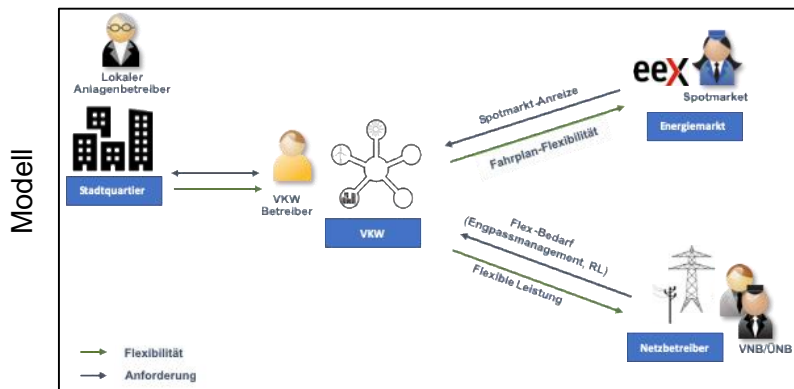 Modell
Lokaler
Anlagenbetreiber
Stadtquartier
VKW
Betreiber
VKW
Spotmarkt-Anreize
Fahrplan-Flexibilität
eex
Spotmarket
Energiemarkt
Flex-Bedarf
(Engpassmanagement, RL)
Flexible Leistung
Netzbetreiber
VNB/ÜNB
Flexibilität
Anforderung